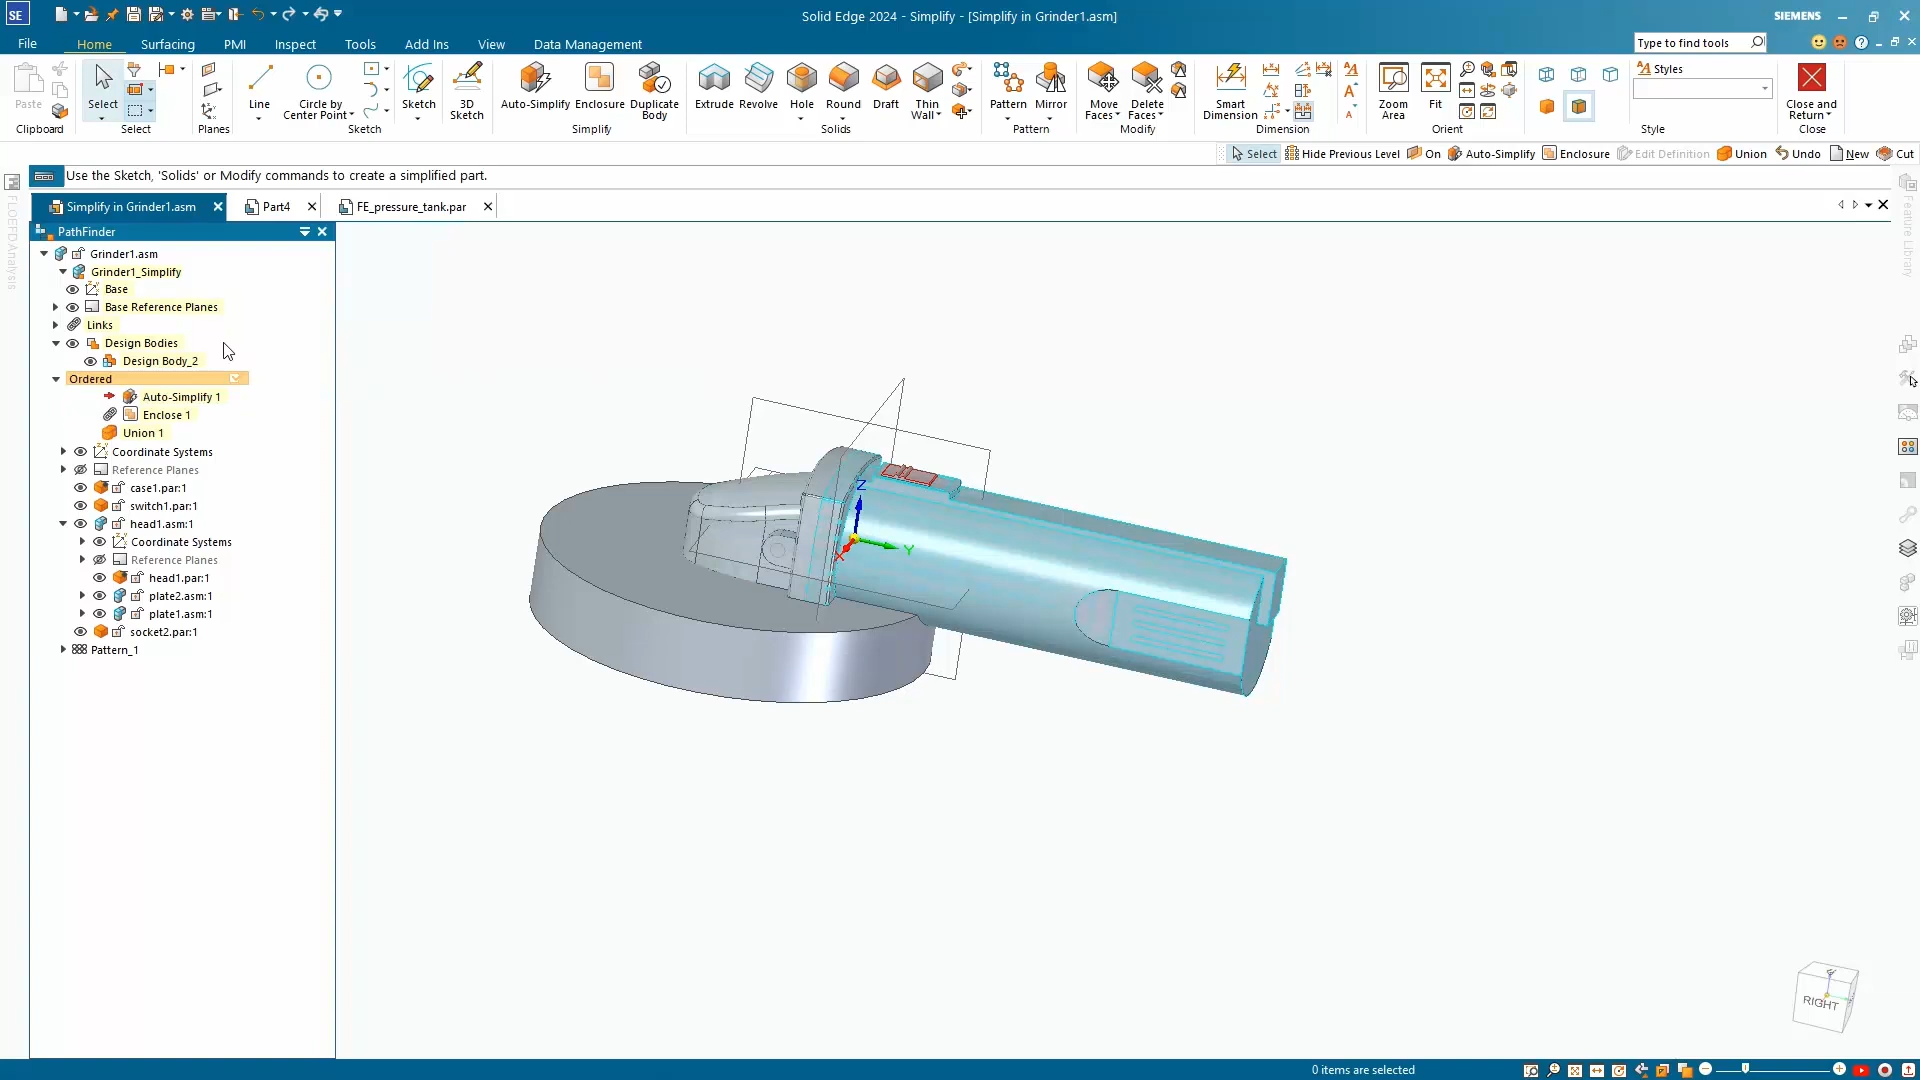 SE
Solid Edge 2024 - Simplify - [Simplify in Grinder1.asm]
SIEMENS
File
Home
Surfacing
PMI
Inspect
Tools
Add Ins
View
Data Management
Type to find tools
Paste
Clipboard
Select
Select
Planes
Line
Circle by
Center Point
Sketch
Sketch
3D
Sketch
Auto-Simplify
Enclosure
Duplicate
Body
Simplify
Extrude
Revolve
Hole
Round
Draft
Thin
Wall
Solids
Pattern
Mirror
Pattern
Move
Faces
Delete
Faces
Modify
Smart
Dimension
Dimension
Zoom
Area
Fit
Orient
Styles
Style
Close and
Return
Close
Select
Hide Previous Level
On
Auto-Simplify
Enclosure
Edit Definition
Union
Undo
New
Cut
Use the Sketch, 'Solids' or Modify commands to create a simplified part.
Simplify in Grinder1.asm
Part4
FE_pressure_tank.par
FLOEFD Analysis
Feature Library
PathFinder
Grinder1.asm
Grinder1_Simplify
Base
Base Reference Planes
Links
Design Bodies
Design Body_2
Ordered
Auto-Simplify 1
Enclose 1
Union 1
Coordinate Systems
Reference Planes
case1.par:1
switch1.par:1
head1.asm:1
Coordinate Systems
Reference Planes
head1.par:1
plate2.asm:1
plate1.asm:1
socket2.par:1
Pattern_1
Z
Y
X
RIGHT
0 items are selected